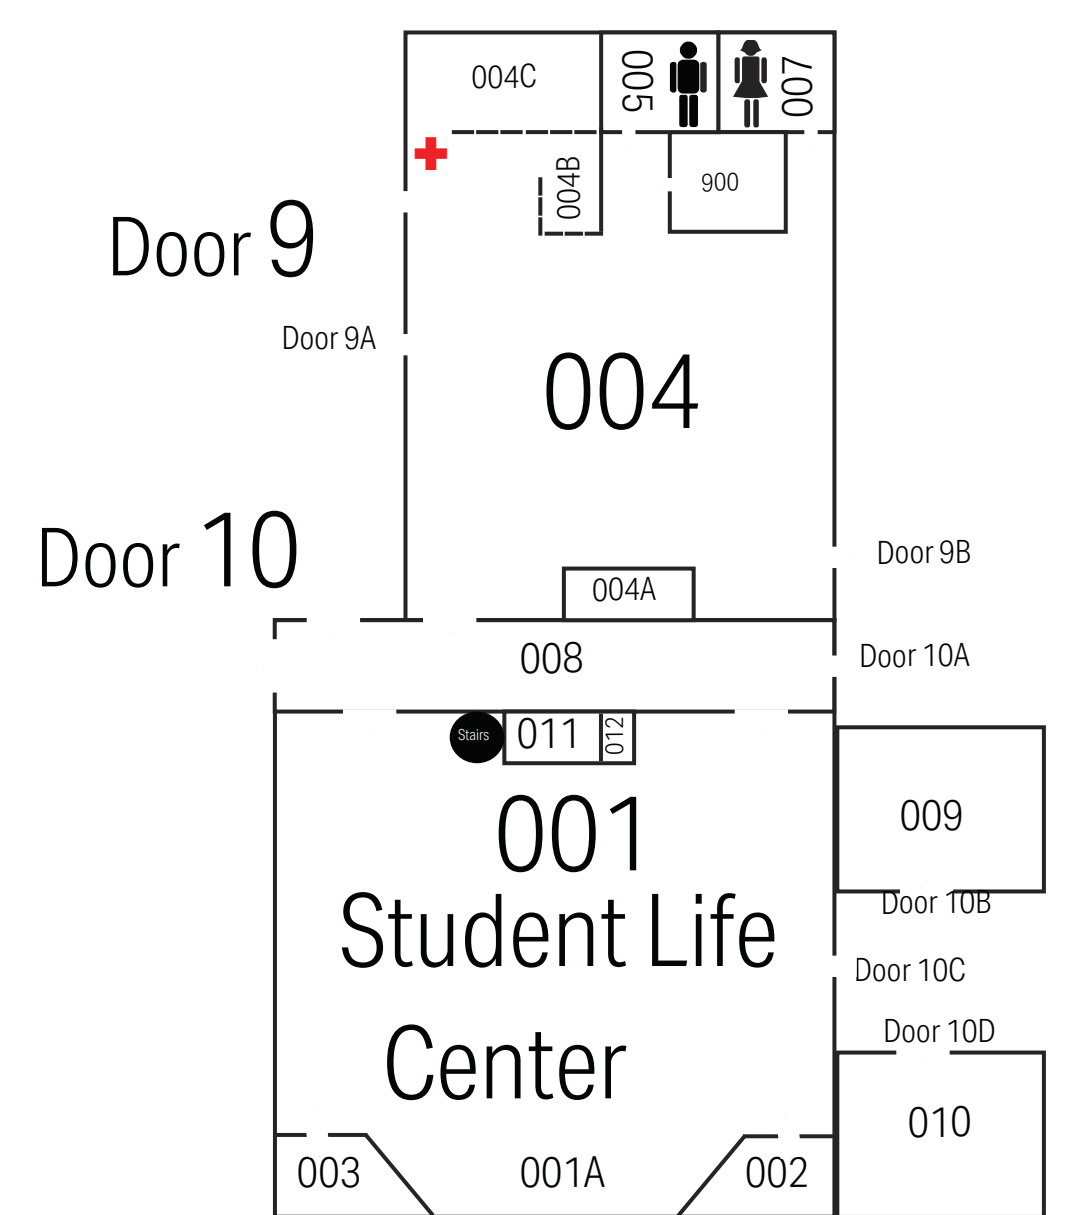 004C
005
007
004B
900
Door 9
Door 9A
004
Door 10
Door 9B
004A
008
Door 10A
Stairs
011
012
001
009
Student Life
Door 10B
Door 10C
Center
Door 10D
010
003
001A
002